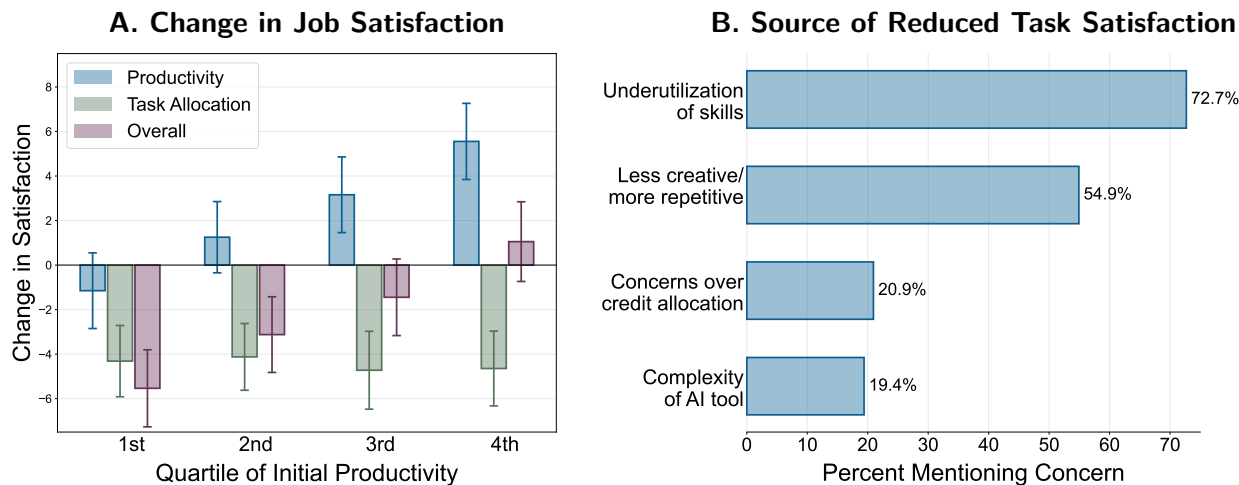 A. Change in Job Satisfaction
Productivity
Task Allocation
Overall
Change in Satisfaction
8
6
4
2
0
−2
−4
−6
1st
2nd
3rd
4th
Quartile of Initial Productivity
B. Source of Reduced Task Satisfaction
Underutilization
of skills
72.7%
Less creative/
more repetitive
54.9%
Concerns over
credit allocation
20.9%
Complexity
of AI tool
19.4%
0
10
20
30
40
50
60
70
Percent Mentioning Concern